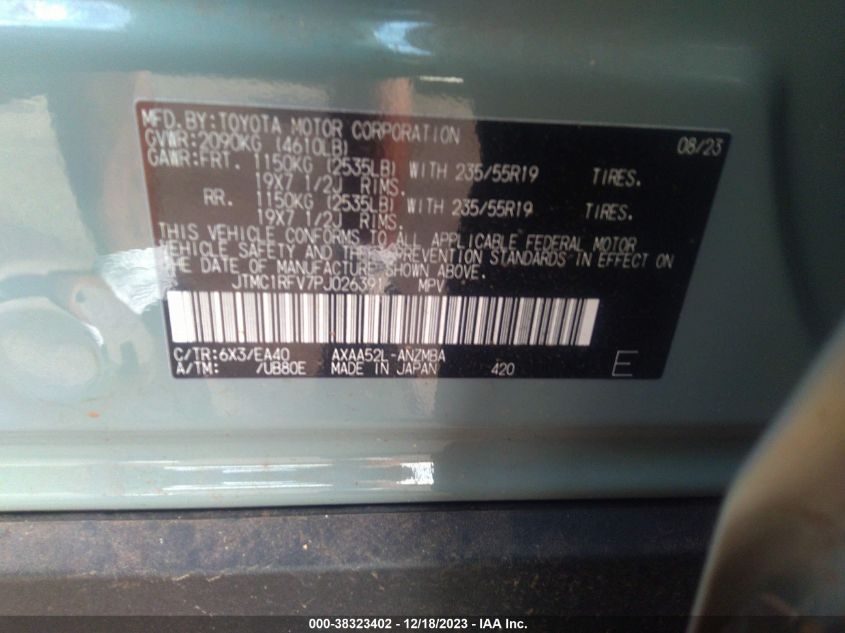 MFD.BY:TOYOTA MOTOR CORPORATION 08/23
GVWR:2090KG (4610LB)
GAWR:FRT. 1150KG (2535LB) WITH 235/55R19 TIRES.
19X7 1/2J RIMS.
RR. 1150KG (2535LB) WITH 235/55R19 TIRES.
19X7 1/2J RIMS.
THIS VEHICLE CONFORMS TO ALL APPLICABLE FEDERAL MOTOR
VEHICLE SAFETY AND THEFT PREVENTION STANDARDS IN EFFECT ON
THE DATE OF MANUFACTURE SHOWN ABOVE.
JTMC1RFV7PJ026391 MPV
C/TR:6X3/EA40 AXAA52L-ANZMBA
A/TM: /UB80E MADE IN JAPAN 420 E
000-38323402 - 12/18/2023 - IAA Inc.